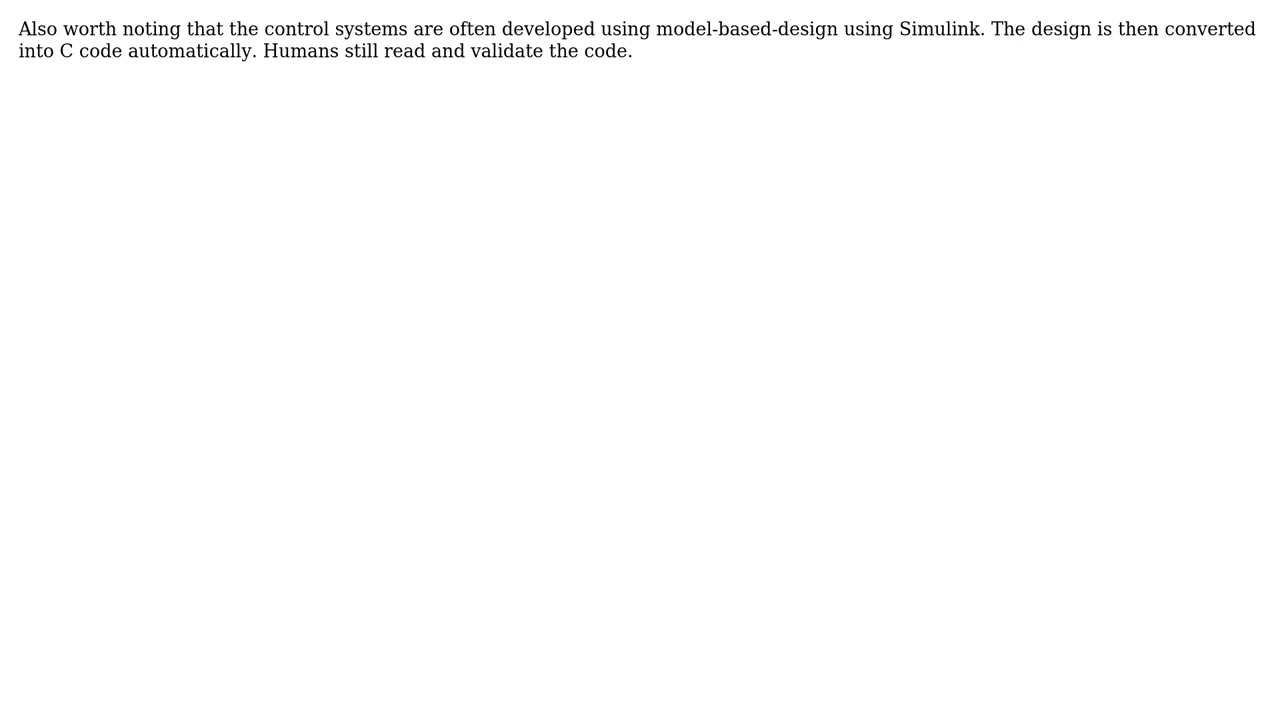 Also worth noting that the control systems are often developed using model-based-design using Simulink. The design is then converted
into C code automatically. Humans still read and validate the code.